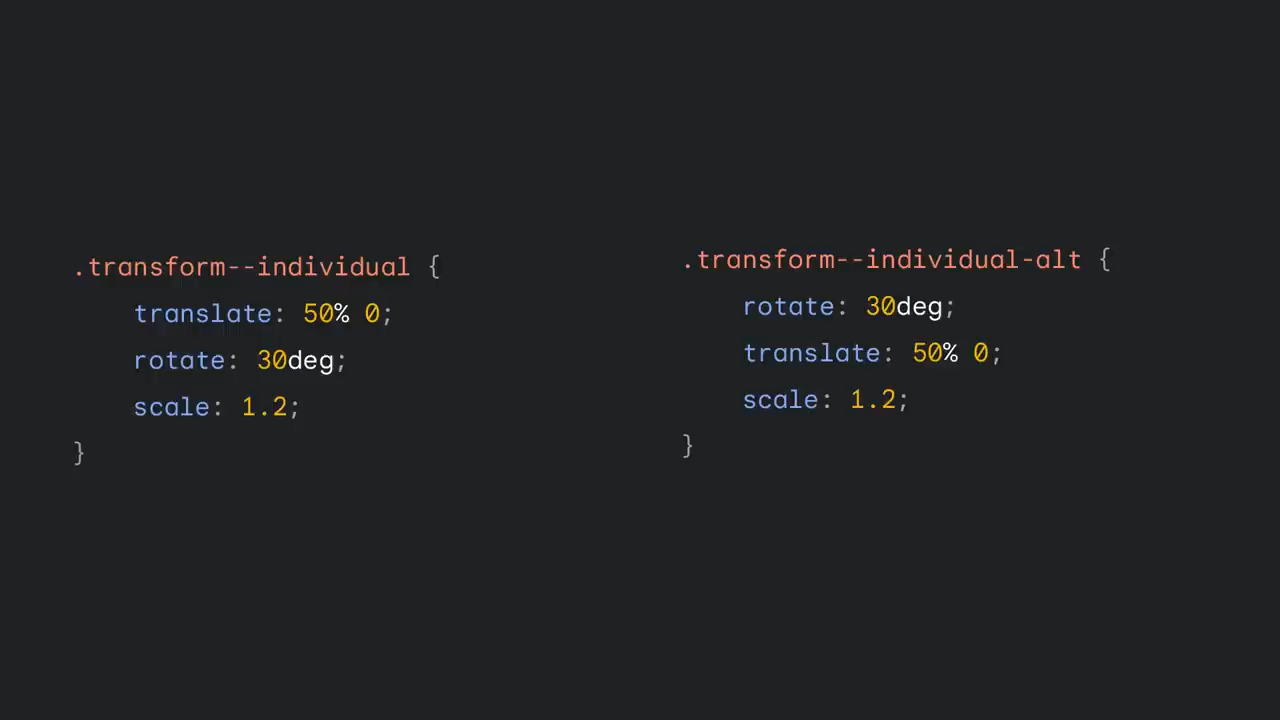 .transform--individual {
    translate: 50% 0;
    rotate: 30deg;
    scale: 1.2;
}
.transform--individual-alt {
    rotate: 30deg;
    translate: 50% 0;
    scale: 1.2;
}